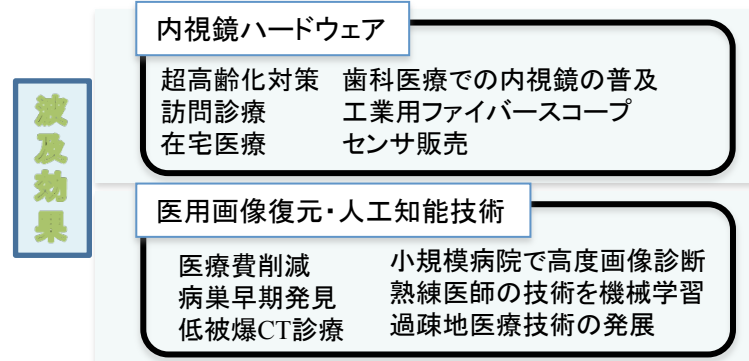 波及効果
内視鏡ハードウェア
超高齢化対策 歯科医療での内視鏡の普及
訪問診療 工業用ファイバースコープ
在宅医療 センサ販売
医用画像復元・人工知能技術
医療費削減 小規模病院で高度画像診断
病巣早期発見 熟練医師の技術を機械学習
低被爆CT診療 過疎地医療技術の発展